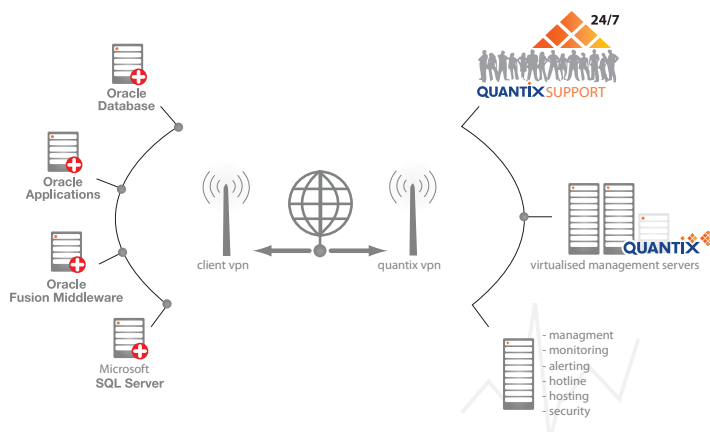 24/7
QUANTIX SUPPORT
Oracle
Database
Oracle
Applications
Oracle
Fusion Middleware
Microsoft
SQL Server
client vpn
quantix vpn
QUANTIX
virtualised management servers
- managment
- monitoring
- alerting
- hotline
- hosting
- security